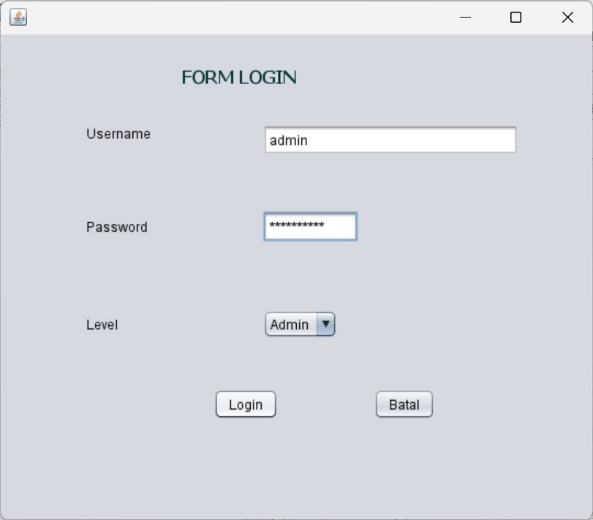 FORM LOGIN
Username
admin
Password
**********
Level
Admin
Login
Batal